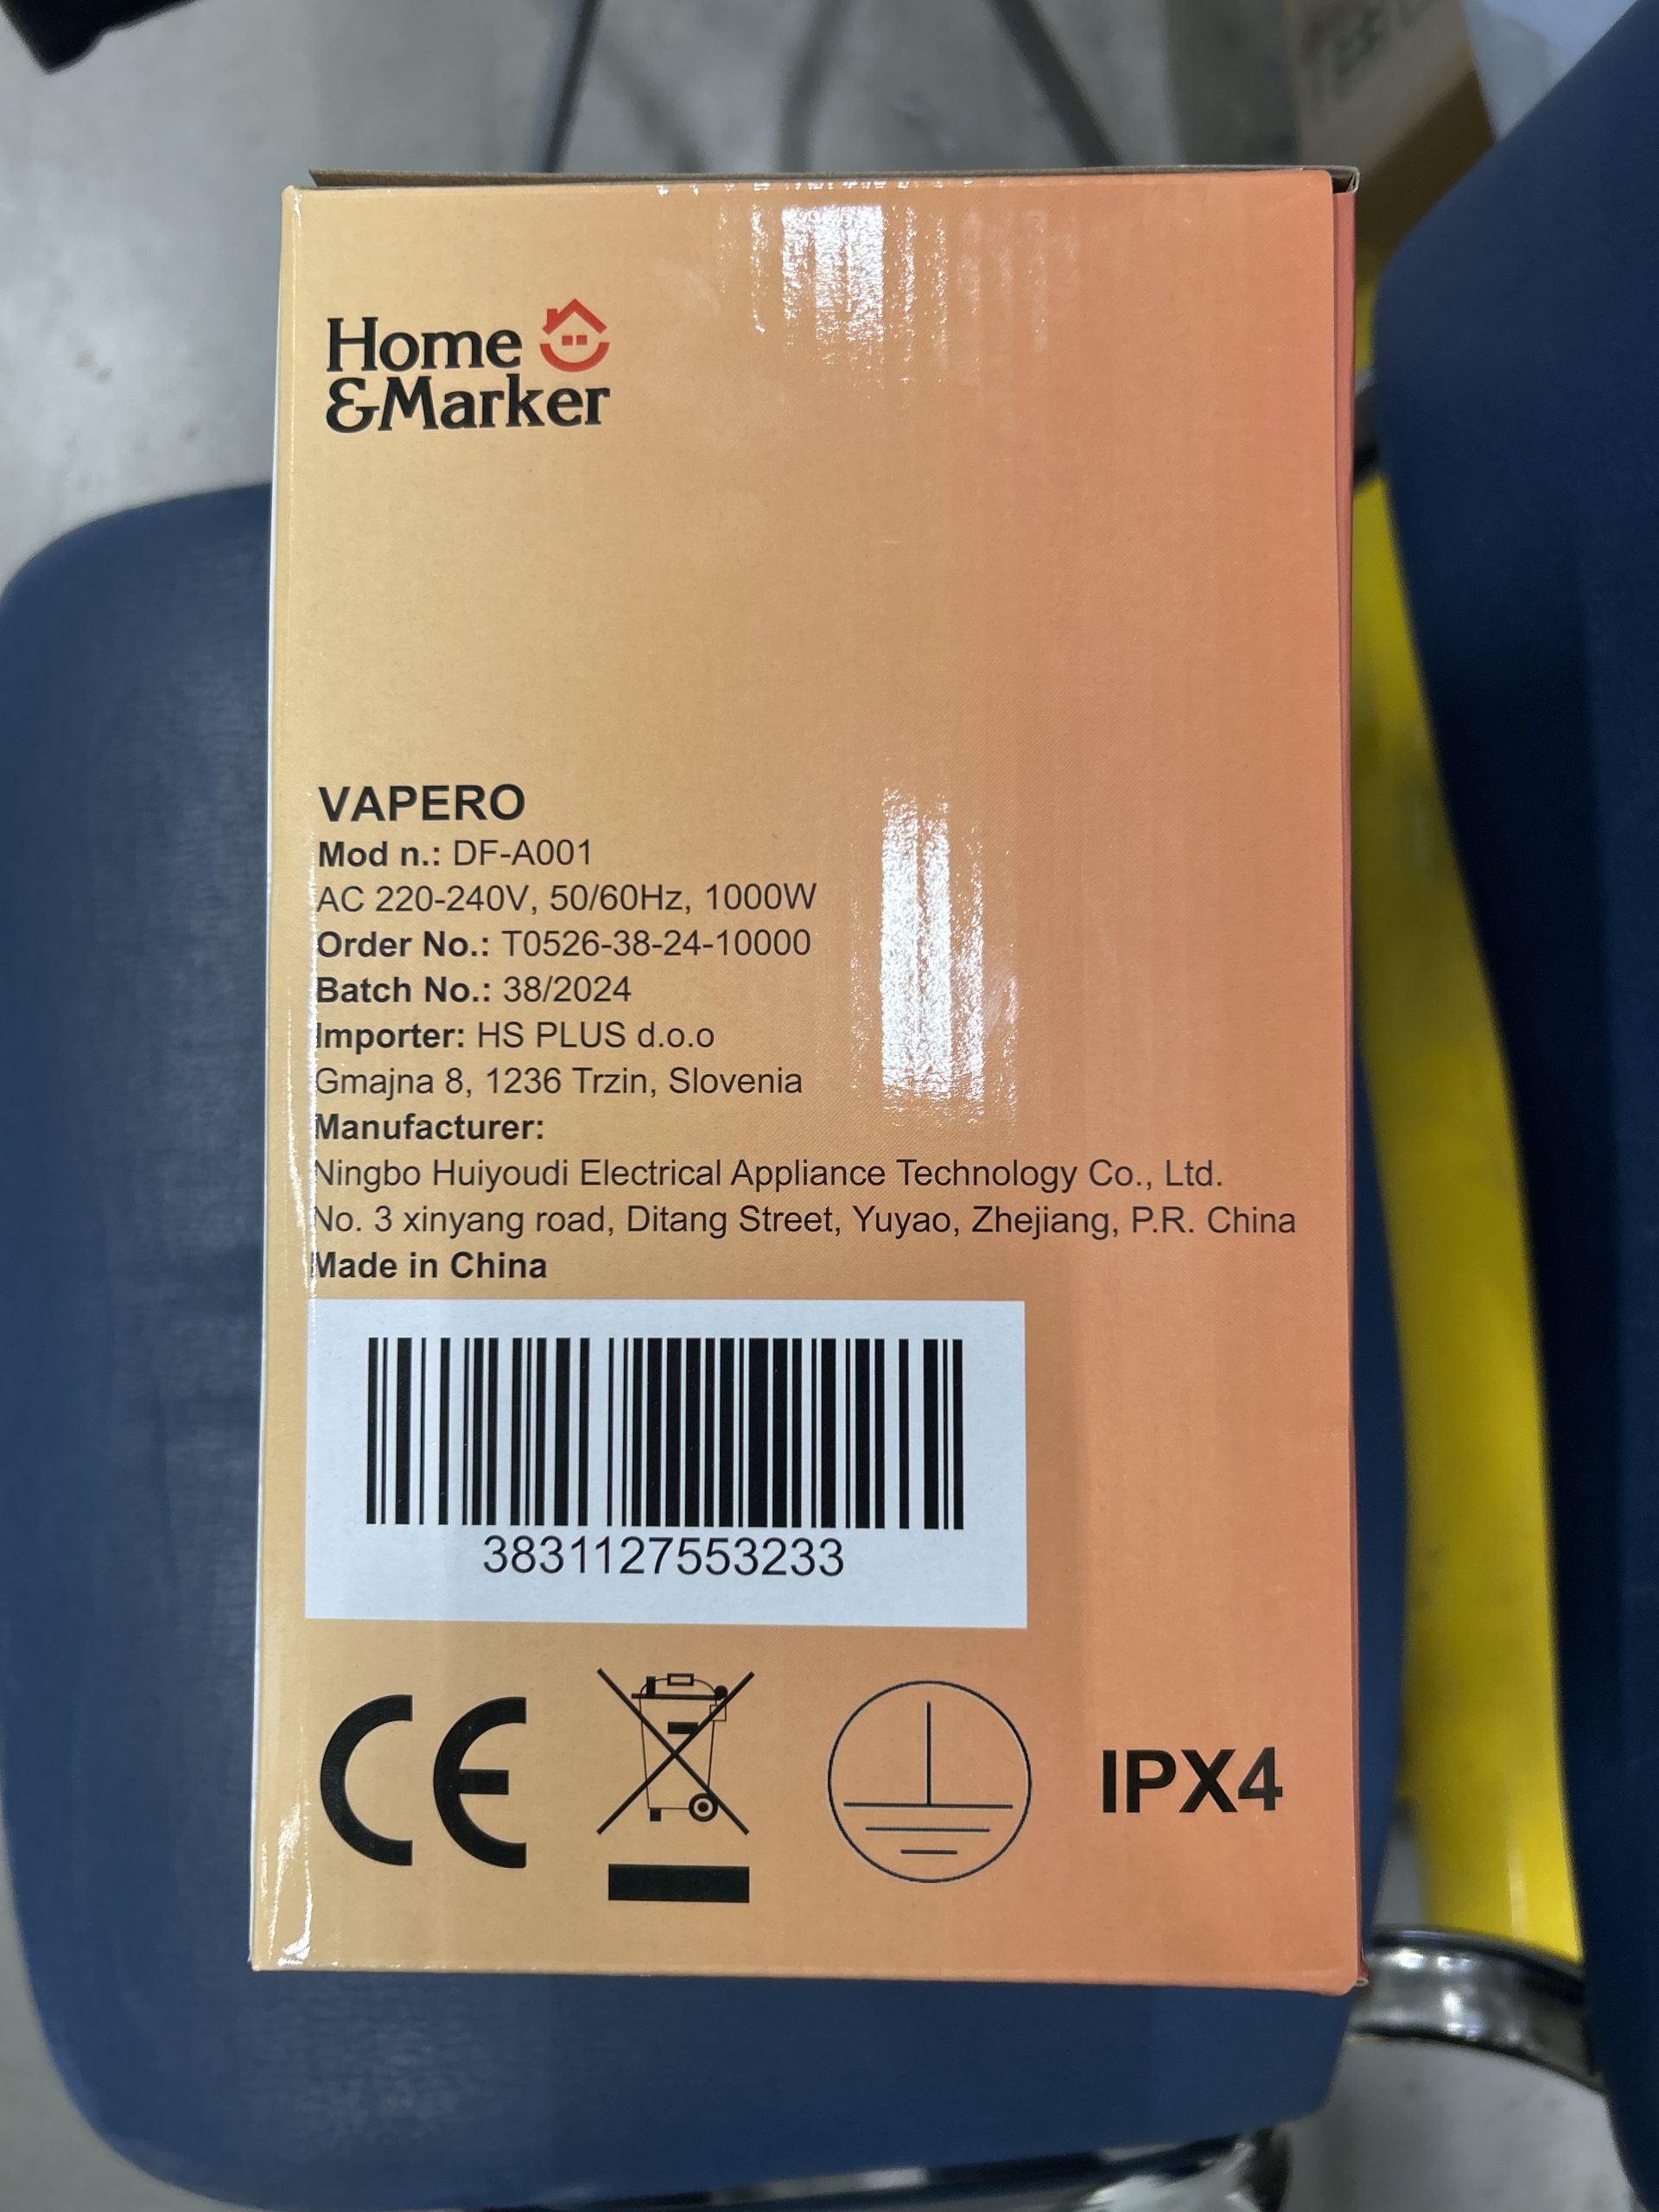 Home
&Marker
VAPERO
Mod n.: DF-A001
AC 220-240V, 50/60Hz, 1000W
Order No.: T0526-38-24-10000
Batch No.: 38/2024
Importer: HS PLUS d.o.o
Gmajna 8, 1236 Trzin, Slovenia
Manufacturer:
Ningbo Huiyoudi Electrical Appliance Technology Co., Ltd.
No. 3 xinyang road, Ditang Street, Yuyao, Zhejiang, P.R. China
Made in China
3831127553233
CE
IPX4